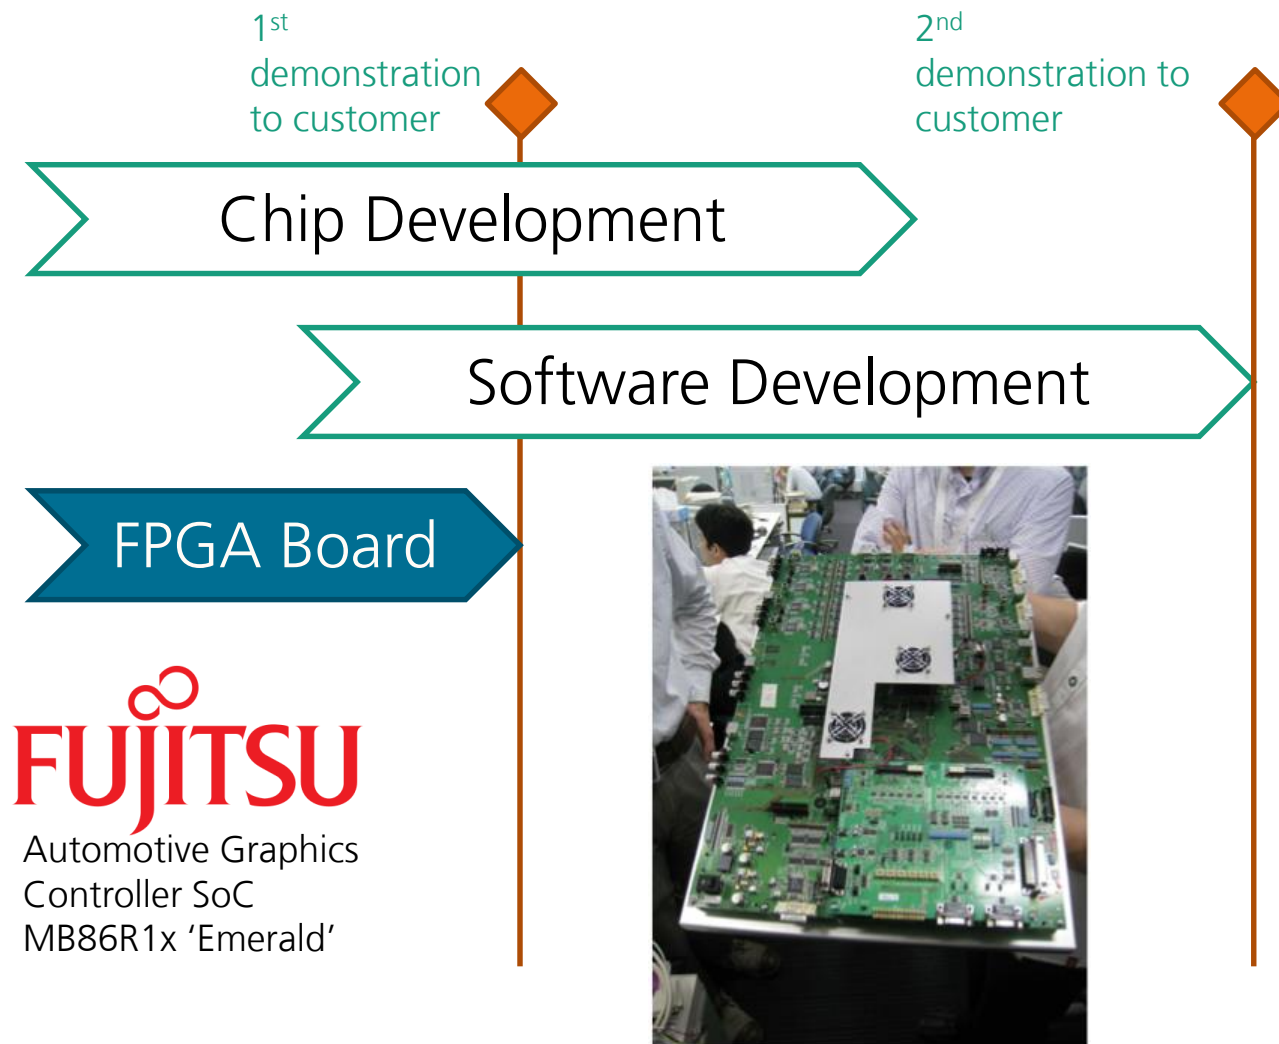 1st
demonstration
to customer
2nd
demonstration to
customer
Chip Development
Software Development
FPGA Board
FUJITSU
Automotive Graphics
Controller SoC
MB86R1x ‘Emerald’